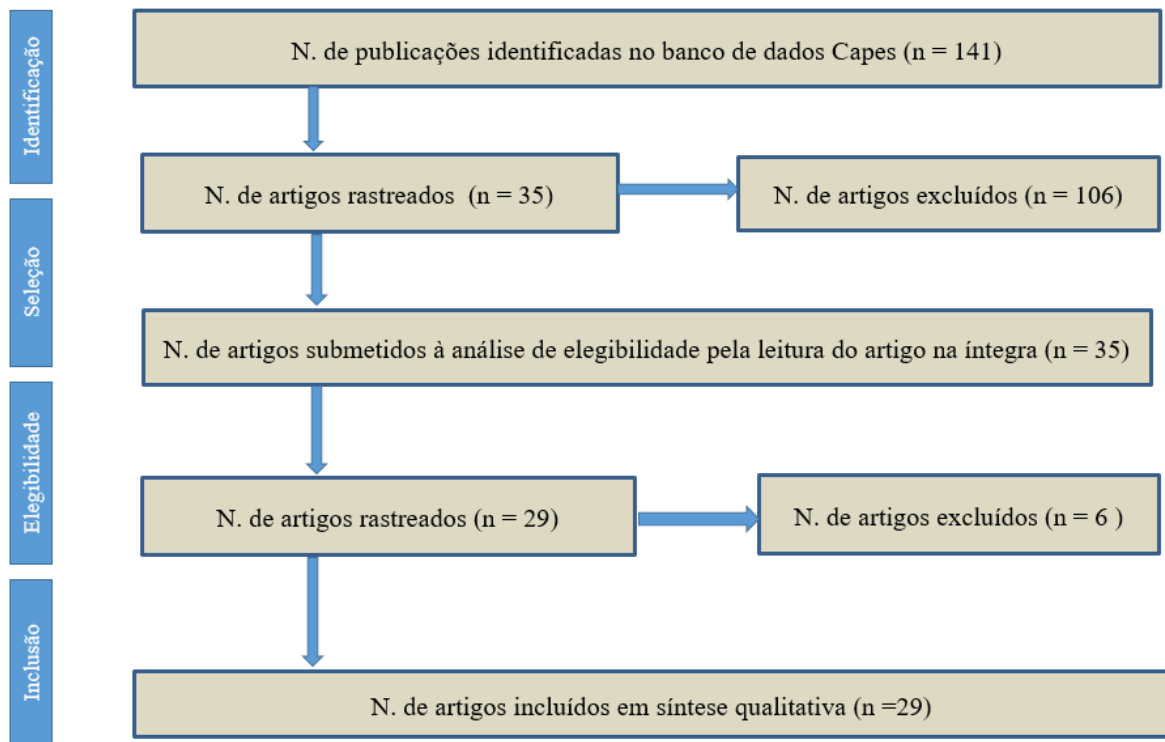 Identificação
N. de publicações identificadas no banco de dados Capes (n = 141)
N. de artigos rastreados (n = 35)
N. de artigos excluídos (n = 106)
Seleção
N. de artigos submetidos à análise de elegibilidade pela leitura do artigo na íntegra (n = 35)
Elegibilidade
N. de artigos rastreados (n = 29)
N. de artigos excluídos (n = 6 )
Inclusão
N. de artigos incluídos em síntese qualitativa (n =29)